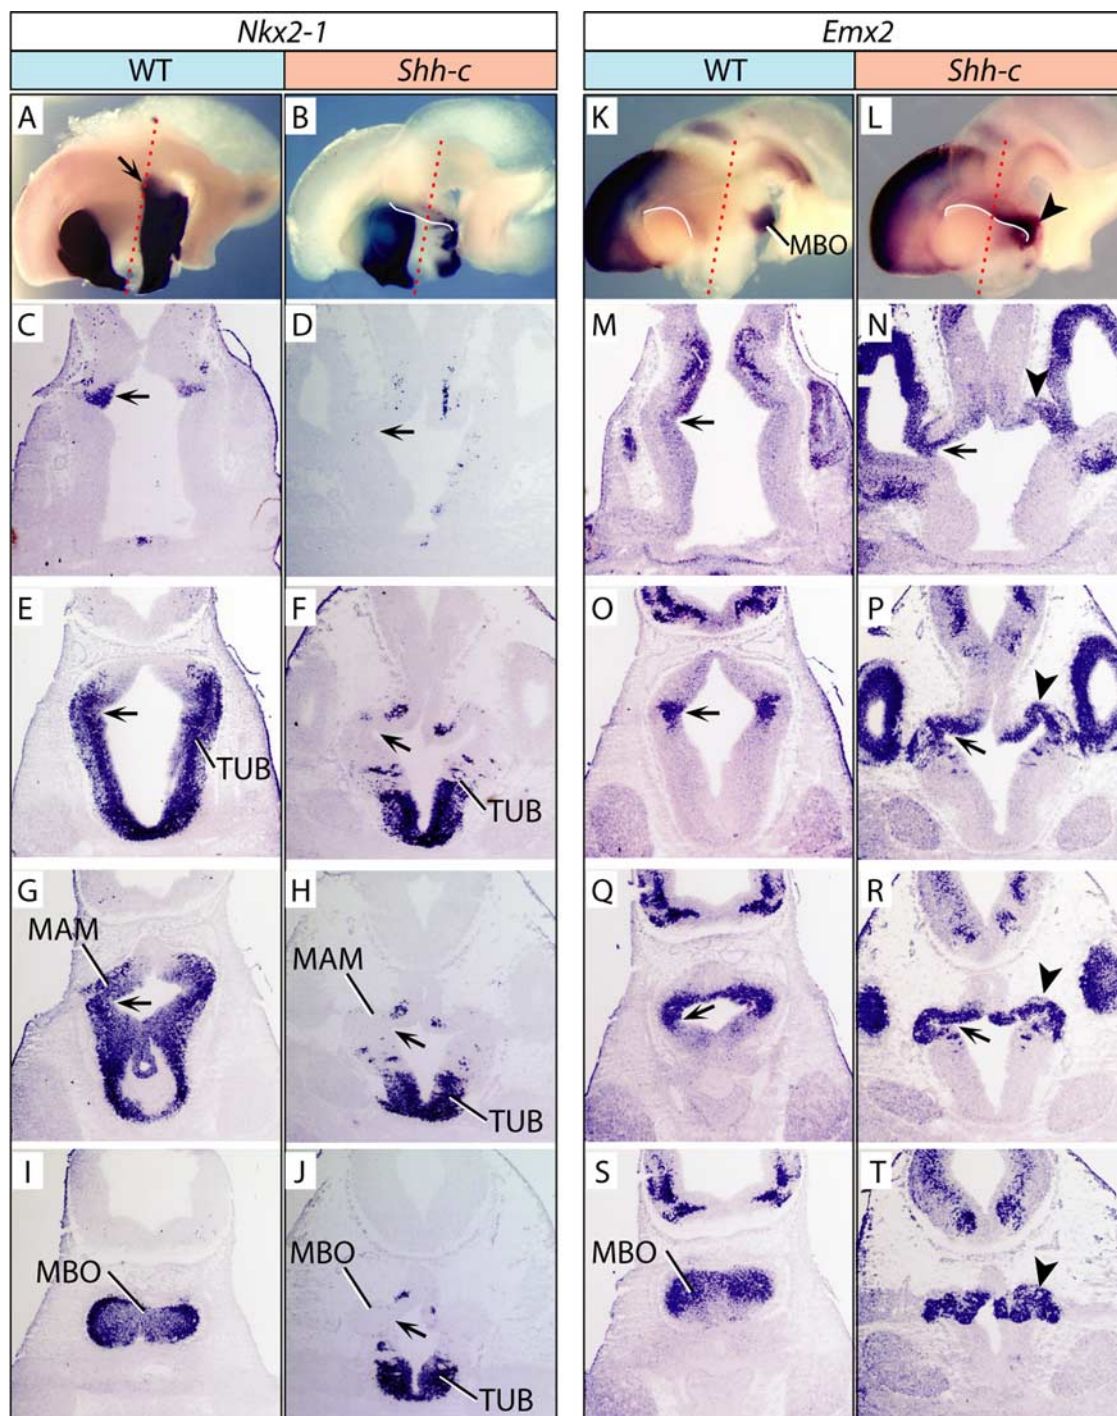 Nkx2-1 Emx2
WT Shh-c WT Shh-c
A B K L
MBO
C D M N
E F O P
TUB
TUB
G H Q R
MAM
MAM
TUB
I J S T
MBO MBO MBO
TUB